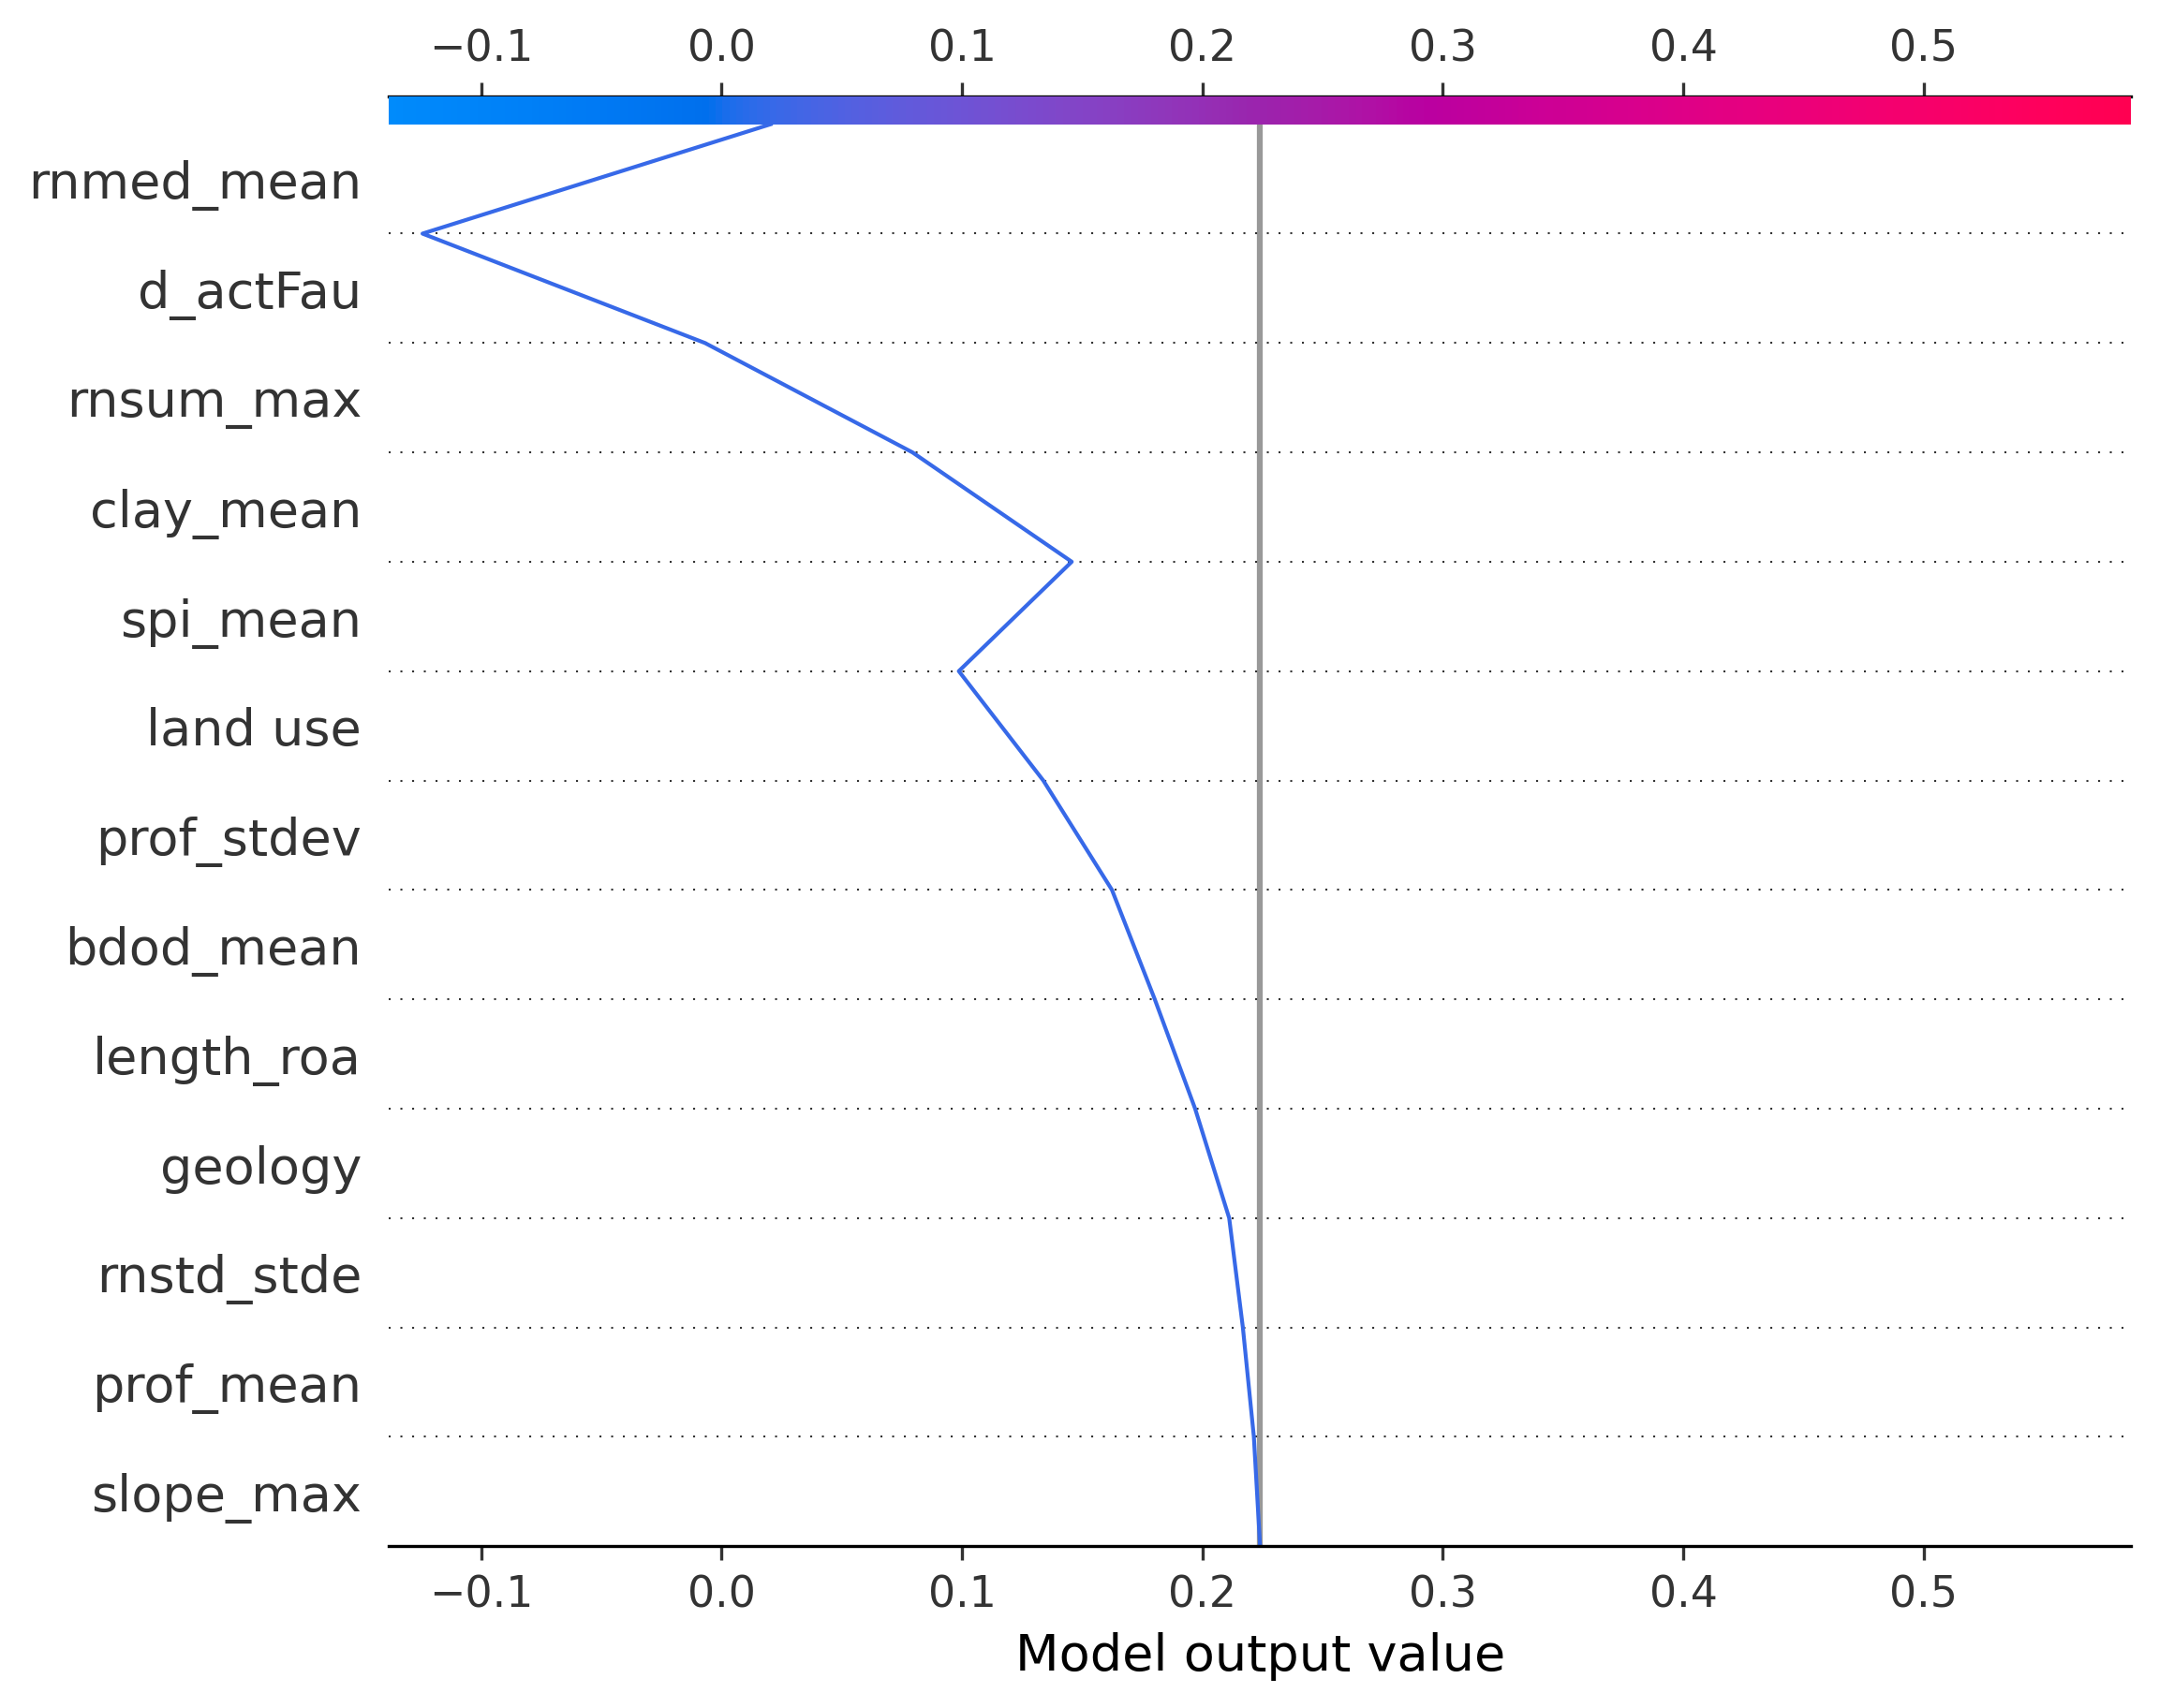 −0.1 0.0 0.1 0.2 0.3 0.4 0.5
rnmed_mean
d_actFau
rnsum_max
clay_mean
spi_mean
land use
prof_stdev
bdod_mean
length_roa
geology
rnstd_stde
prof_mean
slope_max
−0.1 0.0 0.1 0.2 0.3 0.4 0.5
Model output value